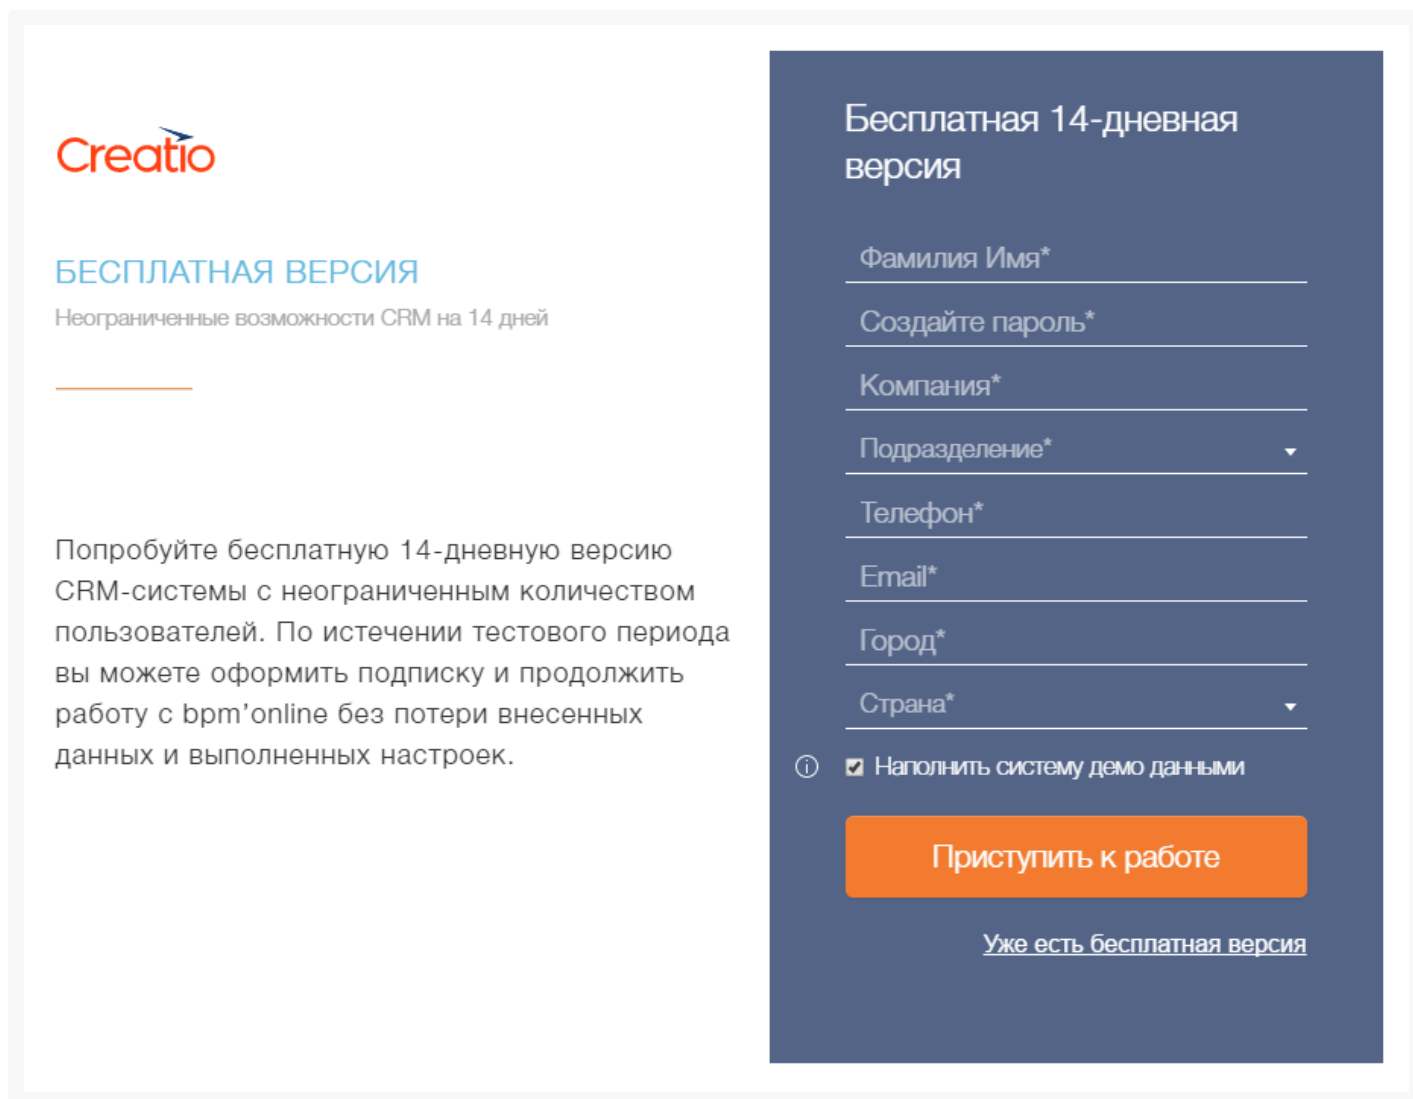 Creatio
БЕСПЛАТНАЯ ВЕРСИЯ
Неограниченные возможности CRM на 14 дней
Попробуйте бесплатную 14-дневную версию
CRM-системы с неограниченным количеством
пользователей. По истечении тестового периода
вы можете оформить подписку и продолжить
работу с bpm’online без потери внесенных
данных и выполненных настроек.
Бесплатная 14-дневная
версия
Фамилия Имя*
Создайте пароль*
Компания*
Подразделение*
Телефон*
Email*
Город*
Страна*
Наполнить систему демо данными
Приступить к работе
Уже есть бесплатная версия